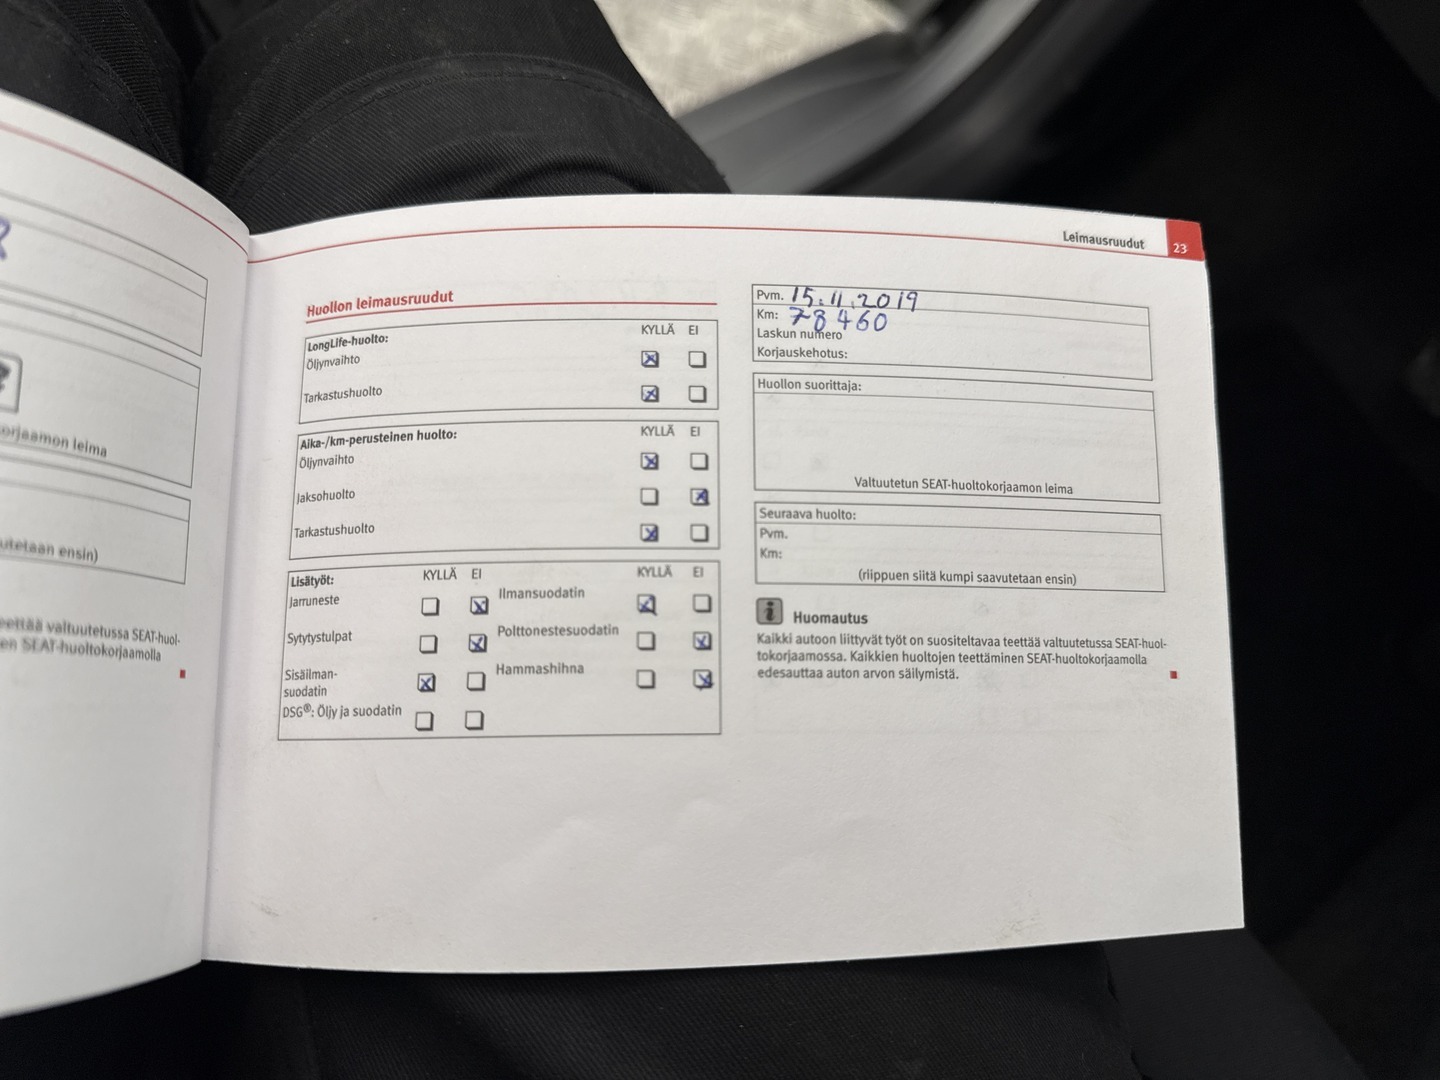 orjaamon leima
utetaan ensin)
eettää valtuutetussa SEAT-huol-
en SEAT-huoltokorjaamolla
Leimausruudut 23
Huollon leimausruudut
KYLLÄ EI
LongLife-huolto:
Öljynvaihto
Tarkastushuolto
KYLLÄ EI
Aika-/km-perusteinen huolto:
Öljynvaihto
Jaksohuolto
Tarkastushuolto
Lisätyöt: KYLLÄ EI KYLLÄ EI
Jarruneste Ilmansuodatin
Sytytystulpat Polttonestesuodatin
Sisäilman-
suodatin
Hammashihna
DSG®: Öljy ja suodatin
Pvm. 15.11.2019
Km: 78460
Laskun numero
Korjauskehotus:
Huollon suorittaja:
Valtuutetun SEAT-huoltokorjaamon leima
Seuraava huolto:
Pvm.
Km:
(riippuen siitä kumpi saavutetaan ensin)
i Huomautus
Kaikki autoon liittyvät työt on suositeltavaa teettää valtuutetussa SEAT-huol-
tokorjaamossa. Kaikkien huoltojen teettäminen SEAT-huoltokorjaamolla
edesauttaa auton arvon säilymistä.